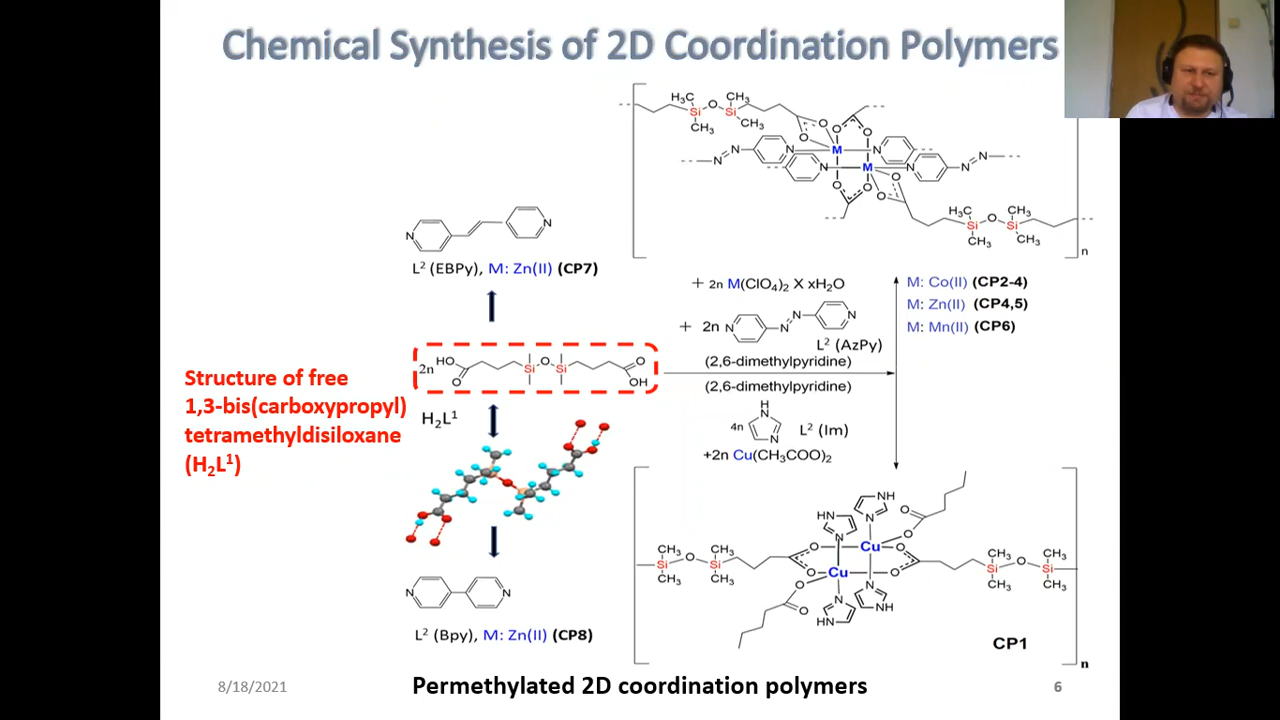 Chemical Synthesis of 2D Coordination Polymers
H₃C CH₃
Si O Si
CH₃ CH₃
O O
O O
M N
N N N N
N M N N N
O O O
O
H₃C CH₃
Si O Si
CH₃ CH₃
n
N N
L² (EBPy), M: Zn(II) (CP7)
+ 2n M(ClO₄)₂ X xH₂O
+ 2n N N N N
L² (AzPy)
(2,6-dimethylpyridine)
(2,6-dimethylpyridine)
H
N
4n N L² (Im)
+2n Cu(CH₃COO)₂
M: Co(II) (CP2-4)
M: Zn(II) (CP4,5)
M: Mn(II) (CP6)
2n HO O Si O Si O OH
H₂L¹
Structure of free
1,3-bis(carboxypropyl)
tetramethyldisiloxane
(H₂L¹)
N N
L² (Bpy), M: Zn(II) (CP8)
NH
HN N O
N N O
CH₃ CH₃ O Cu O CH₃ CH₃
Si O Si Si O Si
CH₃ CH₃ O Cu O CH₃ CH₃
O N N
O HN NH
CP1
n
8/18/2021
Permethylated 2D coordination polymers
6